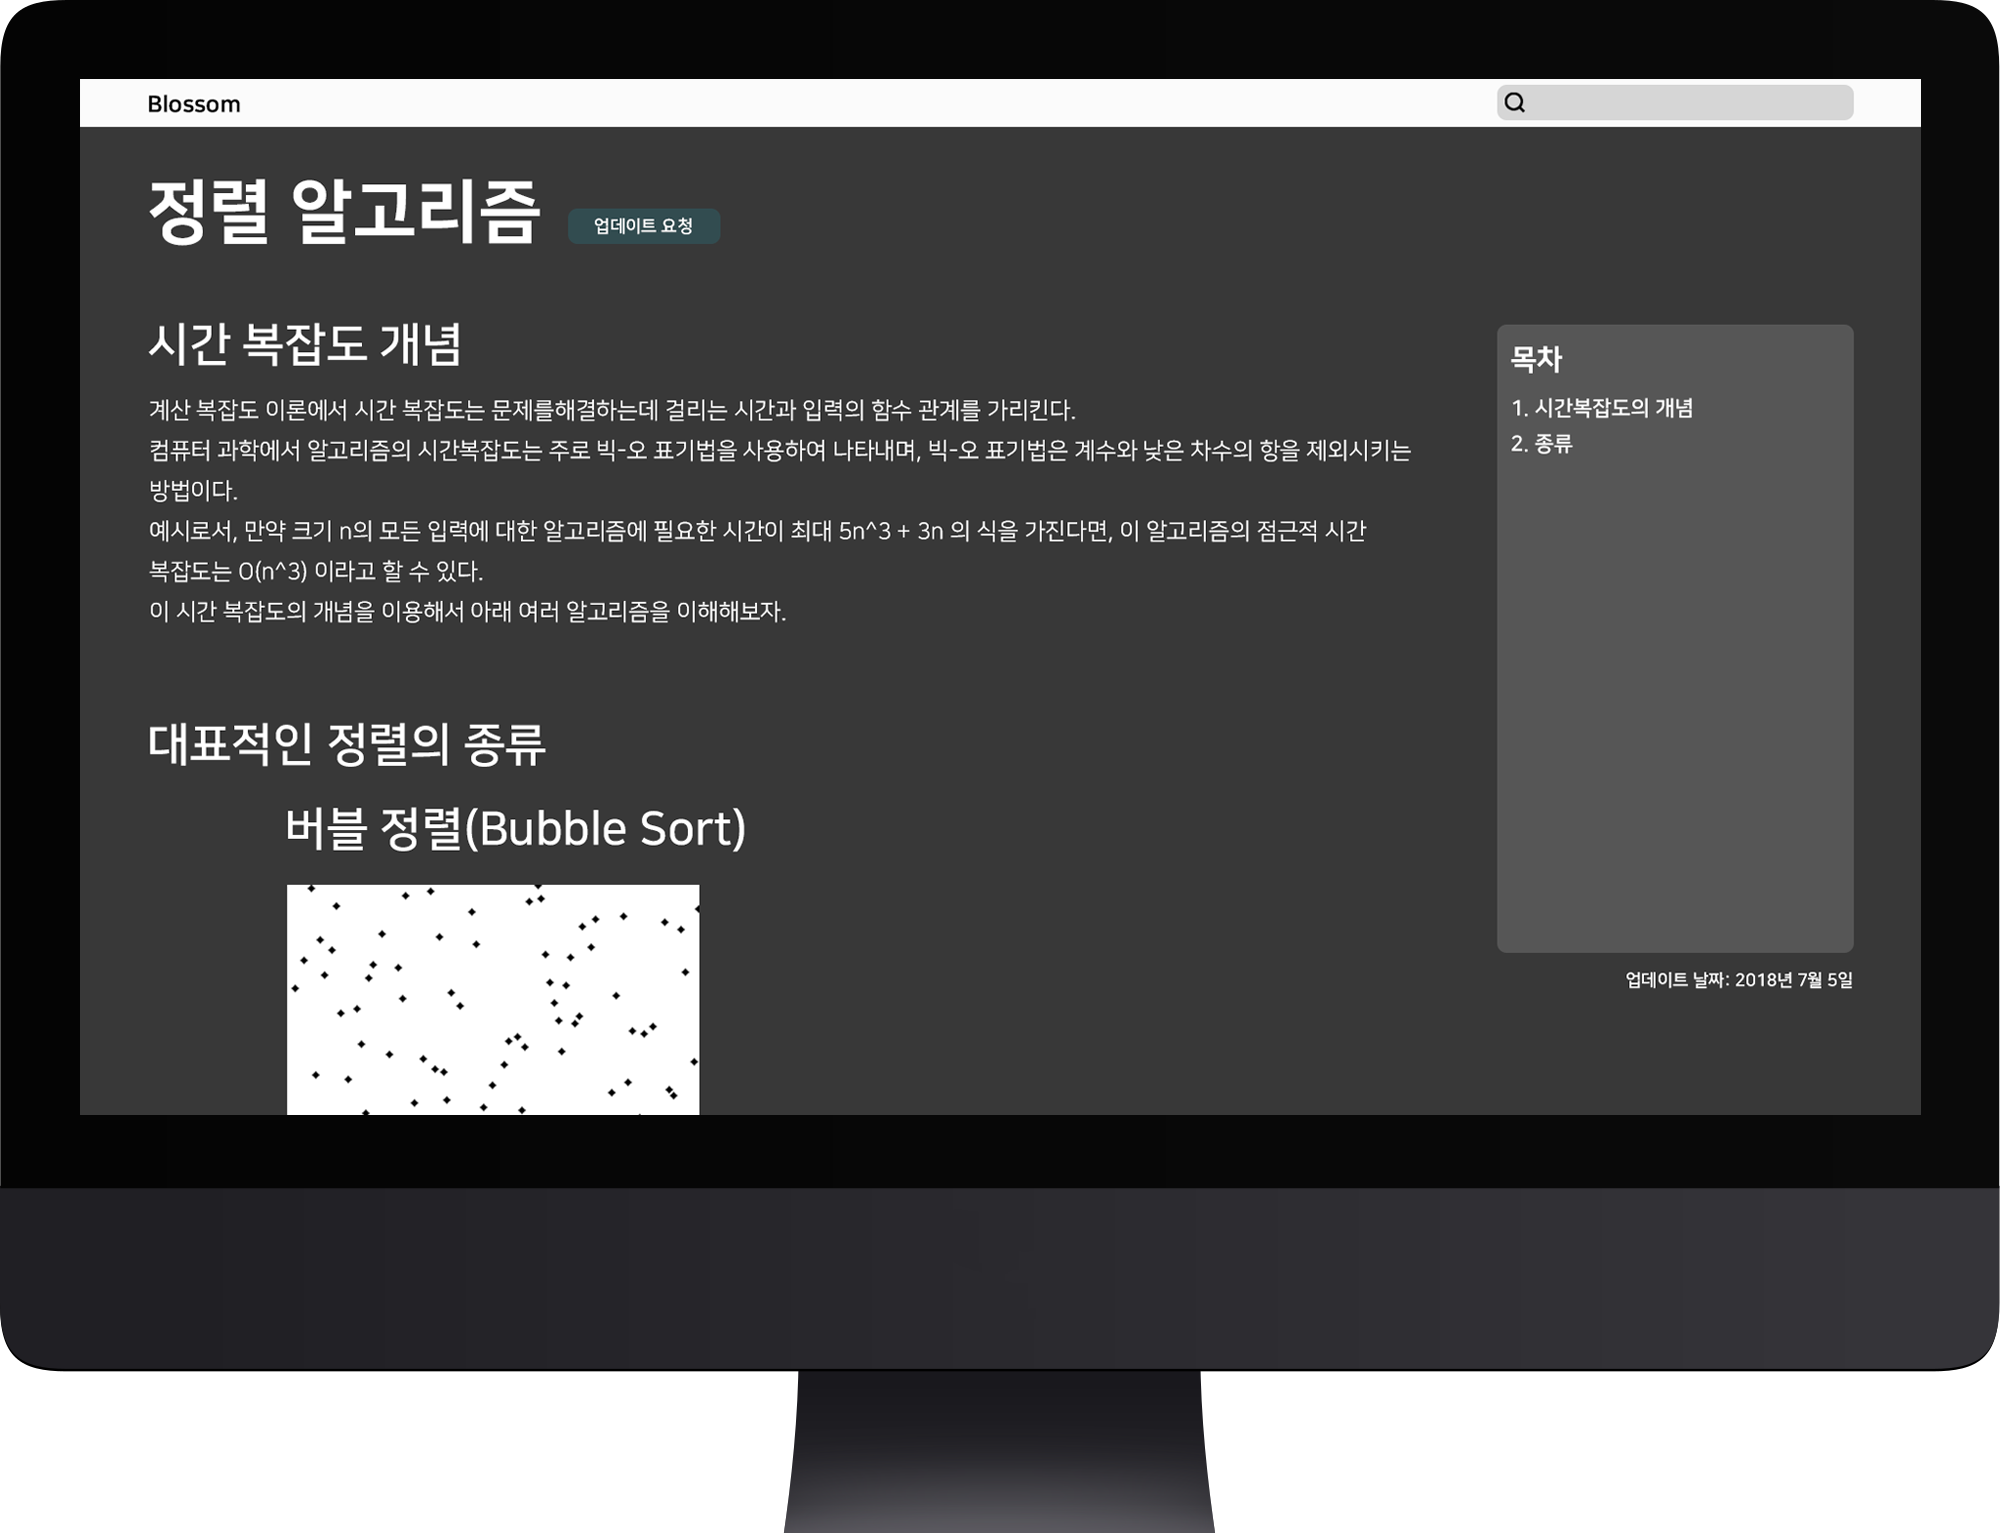 Blossom
정렬 알고리즘
업데이트 요청
시간 복잡도 개념
계산 복잡도 이론에서 시간 복잡도는 문제를해결하는데 걸리는 시간과 입력의 함수 관계를 가리킨다.
컴퓨터 과학에서 알고리즘의 시간복잡도는 주로 빅-오 표기법을 사용하여 나타내며, 빅-오 표기법은 계수와 낮은 차수의 항을 제외시키는
방법이다.
예시로서, 만약 크기 n의 모든 입력에 대한 알고리즘에 필요한 시간이 최대 5n^3 + 3n 의 식을 가진다면, 이 알고리즘의 점근적 시간
복잡도는 O(n^3) 이라고 할 수 있다.
이 시간 복잡도의 개념을 이용해서 아래 여러 알고리즘을 이해해보자.
대표적인 정렬의 종류
버블 정렬(Bubble Sort)
목차
1. 시간복잡도의 개념
2. 종류
업데이트 날짜: 2018년 7월 5일